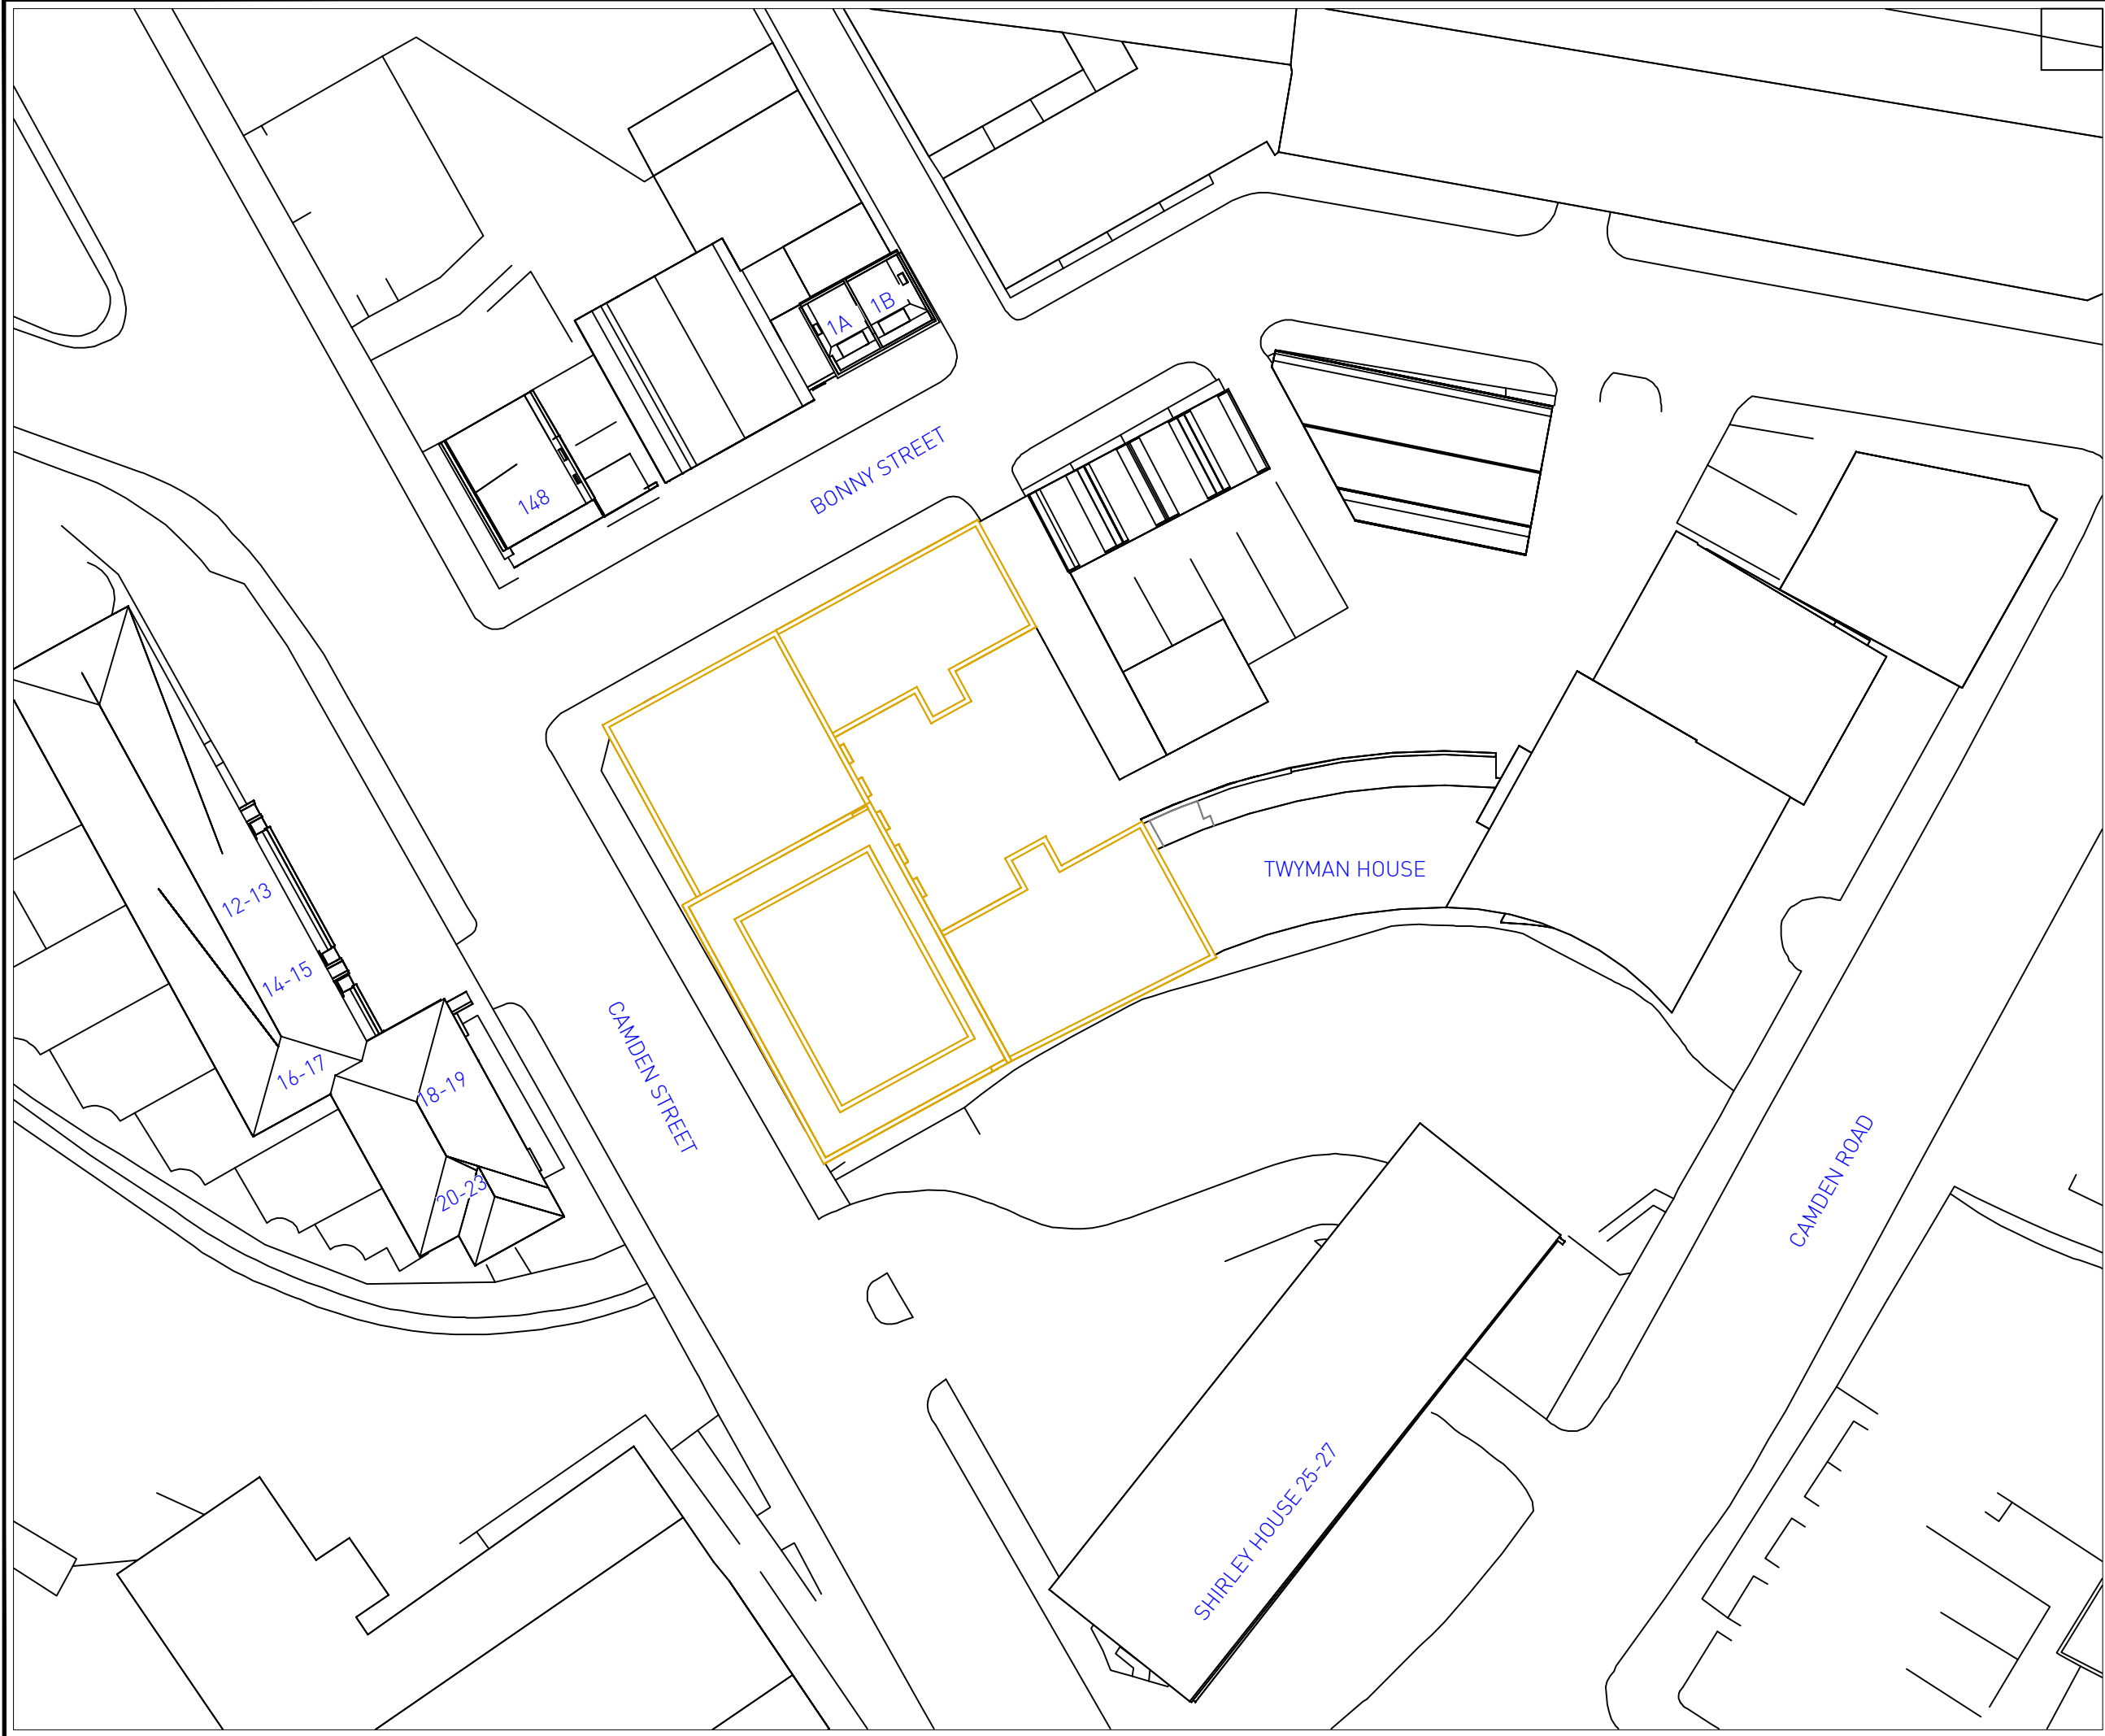 1B
1A
BONNY STREET
148
TWYMAN HOUSE
12-13
14-15
CAMDEN STREET
16-17
18-19
20-23
CAMDEN ROAD
SHIRLEY HOUSE 25-27